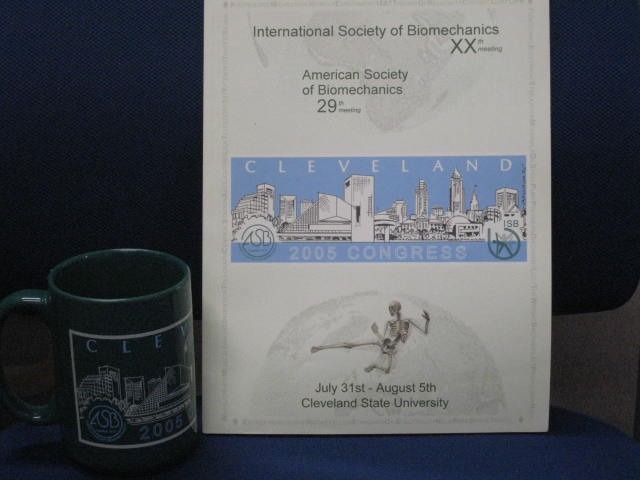 International Society of Biomechanics
XXth meeting
American Society
of Biomechanics
29th meeting
CLEVELAND
ASB
ISB
2005 CONGRESS
July 31st - August 5th
Cleveland State University
CLEV
ASB
2005